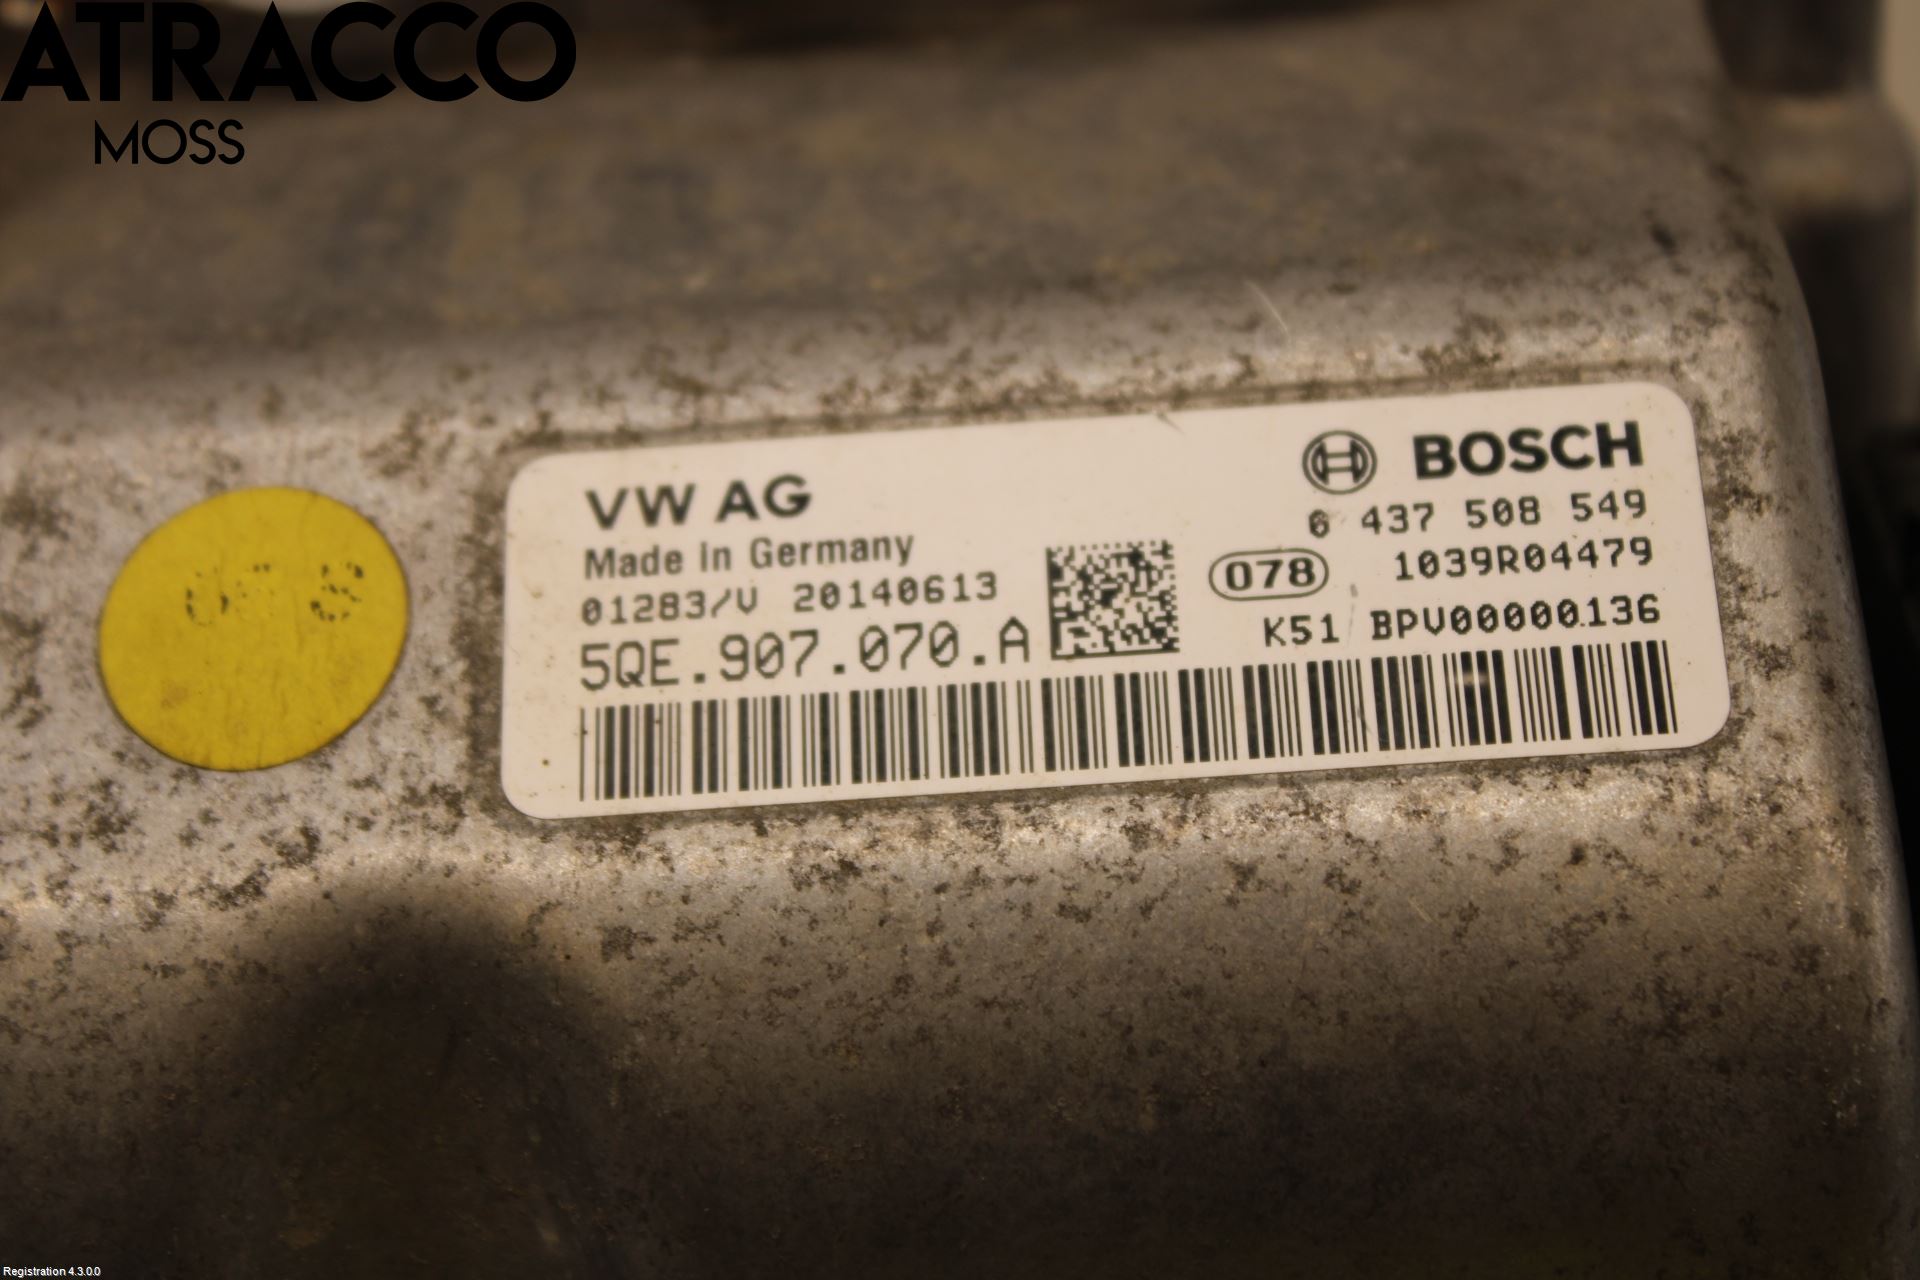 ATRACCO
MOSS
VW AG
Made In Germany
01283/V 20140613
5QE.907.070.A
BOSCH
0 437 508 549
078
1039R04479
K51 BPV00000136
Registration 4.3.0.0